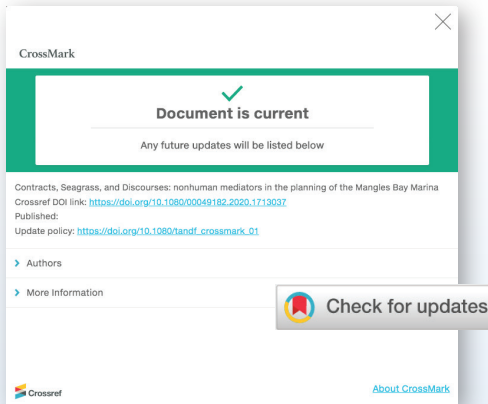 CrossMark
Document is current
Any future updates will be listed below
Contracts, Seagrass, and Discourses: nonhuman mediators in the planning of the Mangles Bay Marina
Crossref DOI link: https://doi.org/10.1080/00049182.2020.1713037
Published:
Update policy: https://doi.org/10.1080/tandf_crossmark_01
Authors
More Information
Check for updates
Crossref
About CrossMark